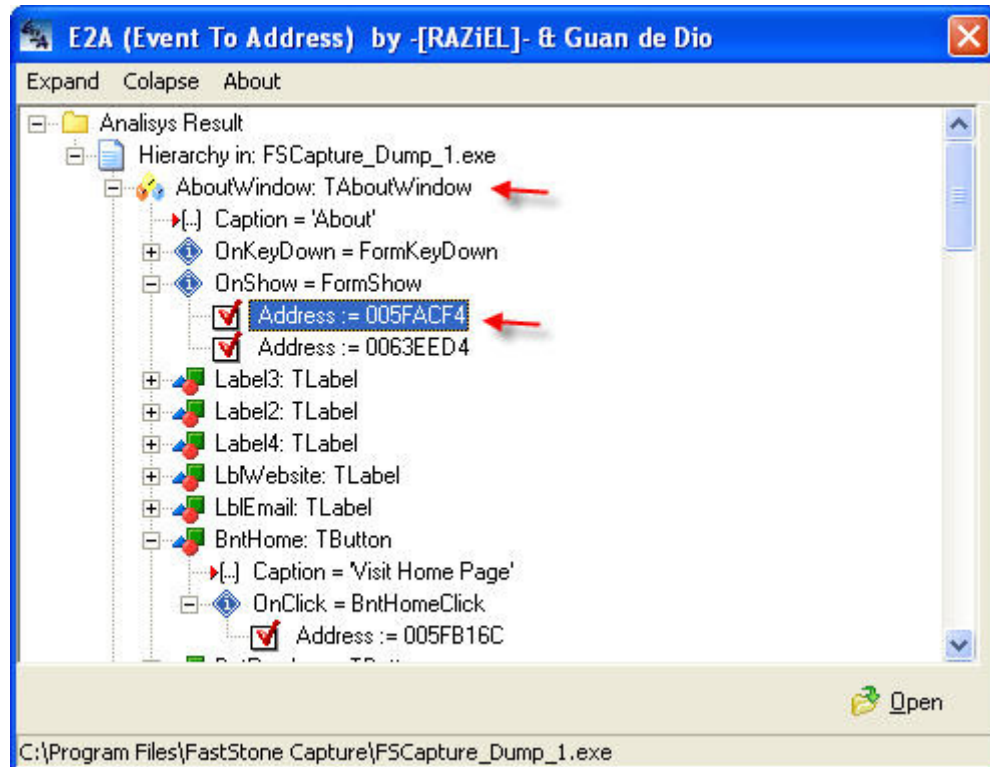 E2A (Event To Address) by -[RAZiEL]- & Guan de Dio
Expand Colapse About
Analisys Result
Hierarchy in: FSCapture_Dump_1.exe
AboutWindow: TAboutWindow
[...] Caption = 'About'
OnKeyDown = FormKeyDown
OnShow = FormShow
Address := 005FACF4
Address := 0063EED4
Label3: TLabel
Label2: TLabel
Label4: TLabel
LblWebsite: TLabel
LblEmail: TLabel
BntHome: TButton
[...] Caption = 'Visit Home Page'
OnClick = BntHomeClick
Address := 005FB16C
Open
C:\Program Files\FastStone Capture\FSCapture_Dump_1.exe